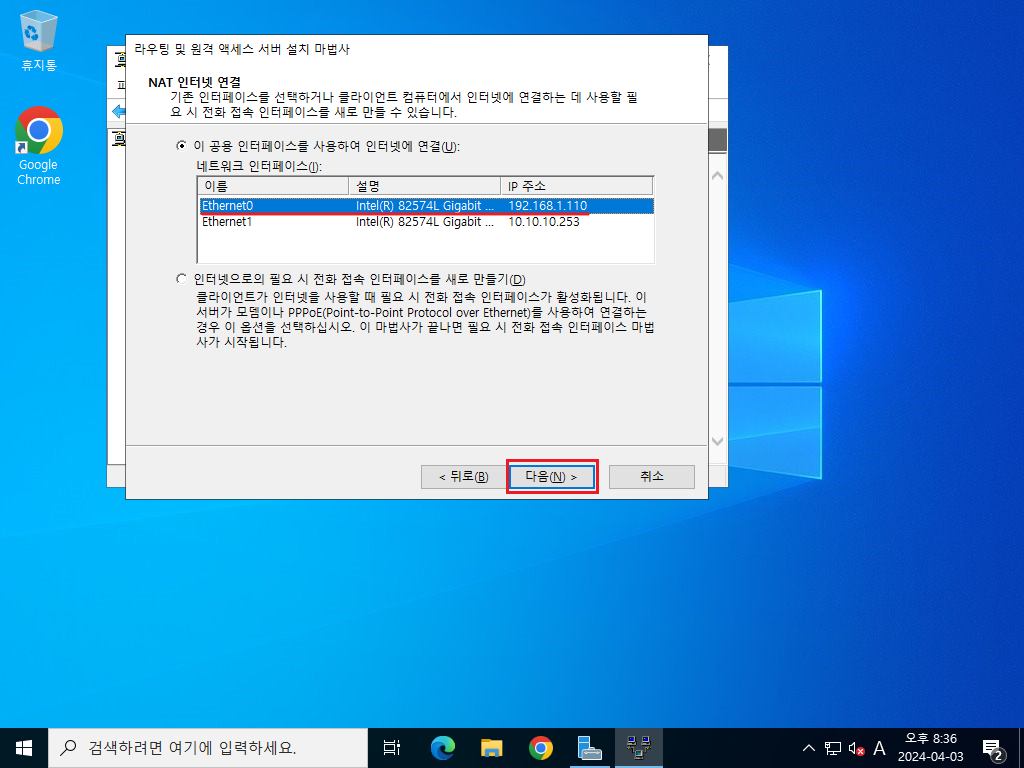 휴지통
Google
Chrome
라우팅 및 원격 액세스 서버 설치 마법사
NAT 인터넷 연결
기존 인터페이스를 선택하거나 클라이언트 컴퓨터에서 인터넷에 연결하는 데 사용할 필
요 시 전화 접속 인터페이스를 새로 만들 수 있습니다.
이 공용 인터페이스를 사용하여 인터넷에 연결(U):
네트워크 인터페이스(I):
이름 설명 IP 주소
Ethernet0 Intel(R) 82574L Gigabit ... 192.168.1.110
Ethernet1 Intel(R) 82574L Gigabit ... 10.10.10.253
인터넷으로의 필요 시 전화 접속 인터페이스를 새로 만들기(D)
클라이언트가 인터넷을 사용할 때 필요 시 전화 접속 인터페이스가 활성화됩니다. 이
서버가 모뎀이나 PPPoE(Point-to-Point Protocol over Ethernet)를 사용하여 연결하는
경우 이 옵션을 선택하십시오. 이 마법사가 끝나면 필요 시 전화 접속 인터페이스 마법
사가 시작됩니다.
< 뒤로(B) 다음(N) > 취소
검색하려면 여기에 입력하세요.
A
오후 8:36
2024-04-03
2